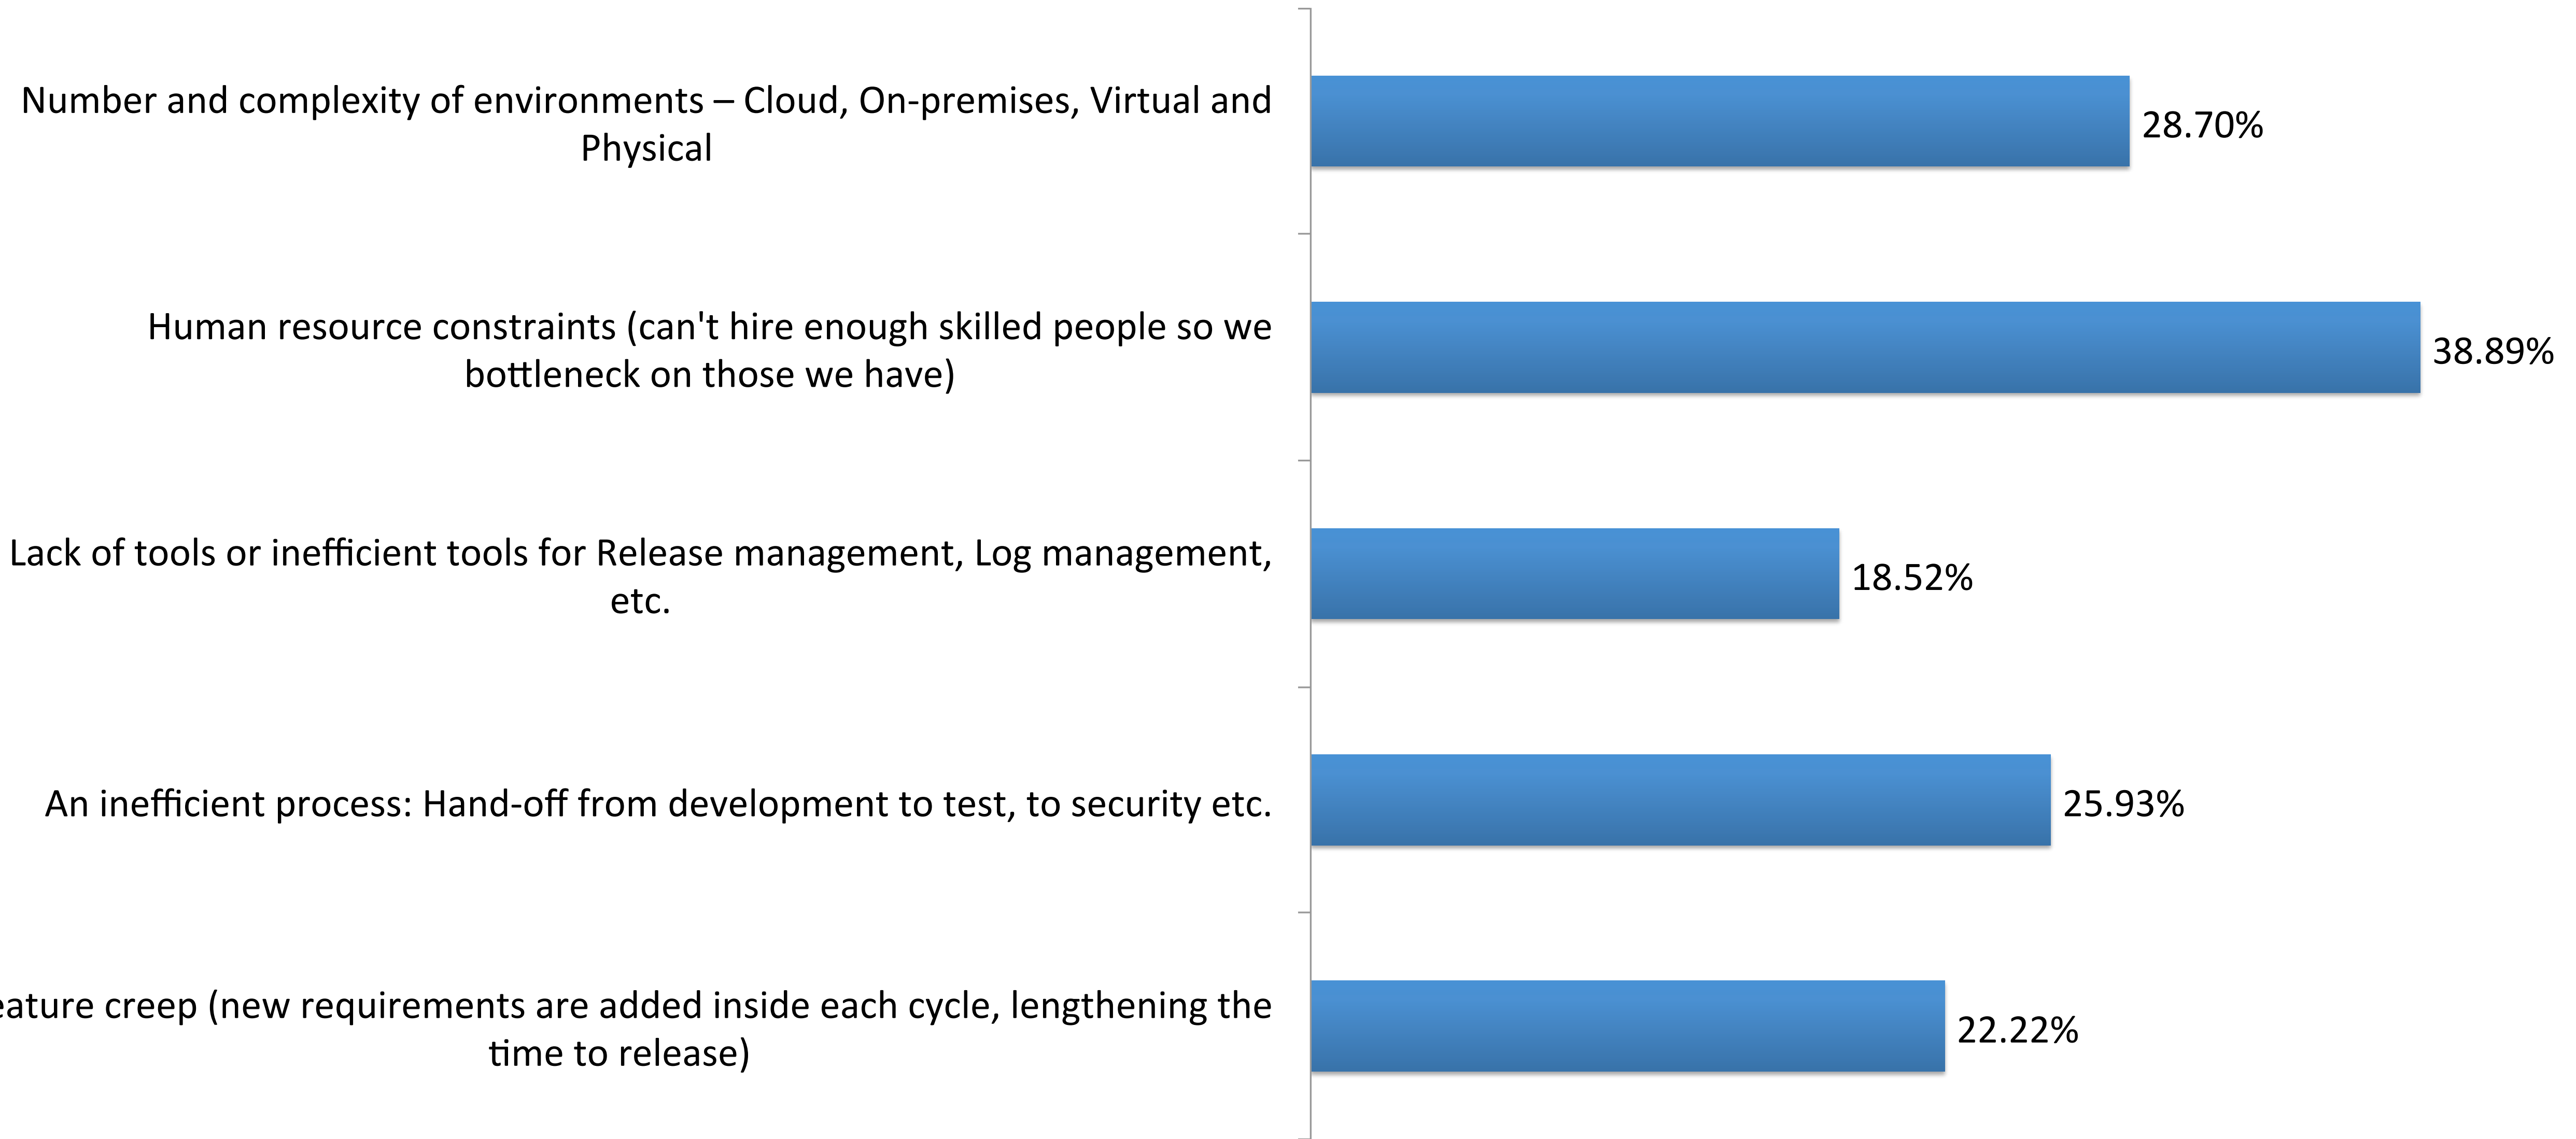 Number and complexity of environments – Cloud, On-premises, Virtual and
Physical
28.70%
Human resource constraints (can't hire enough skilled people so we
bottleneck on those we have)
38.89%
Lack of tools or inefficient tools for Release management, Log management,
etc.
18.52%
An inefficient process: Hand-off from development to test, to security etc.
25.93%
eature creep (new requirements are added inside each cycle, lengthening the
time to release)
22.22%